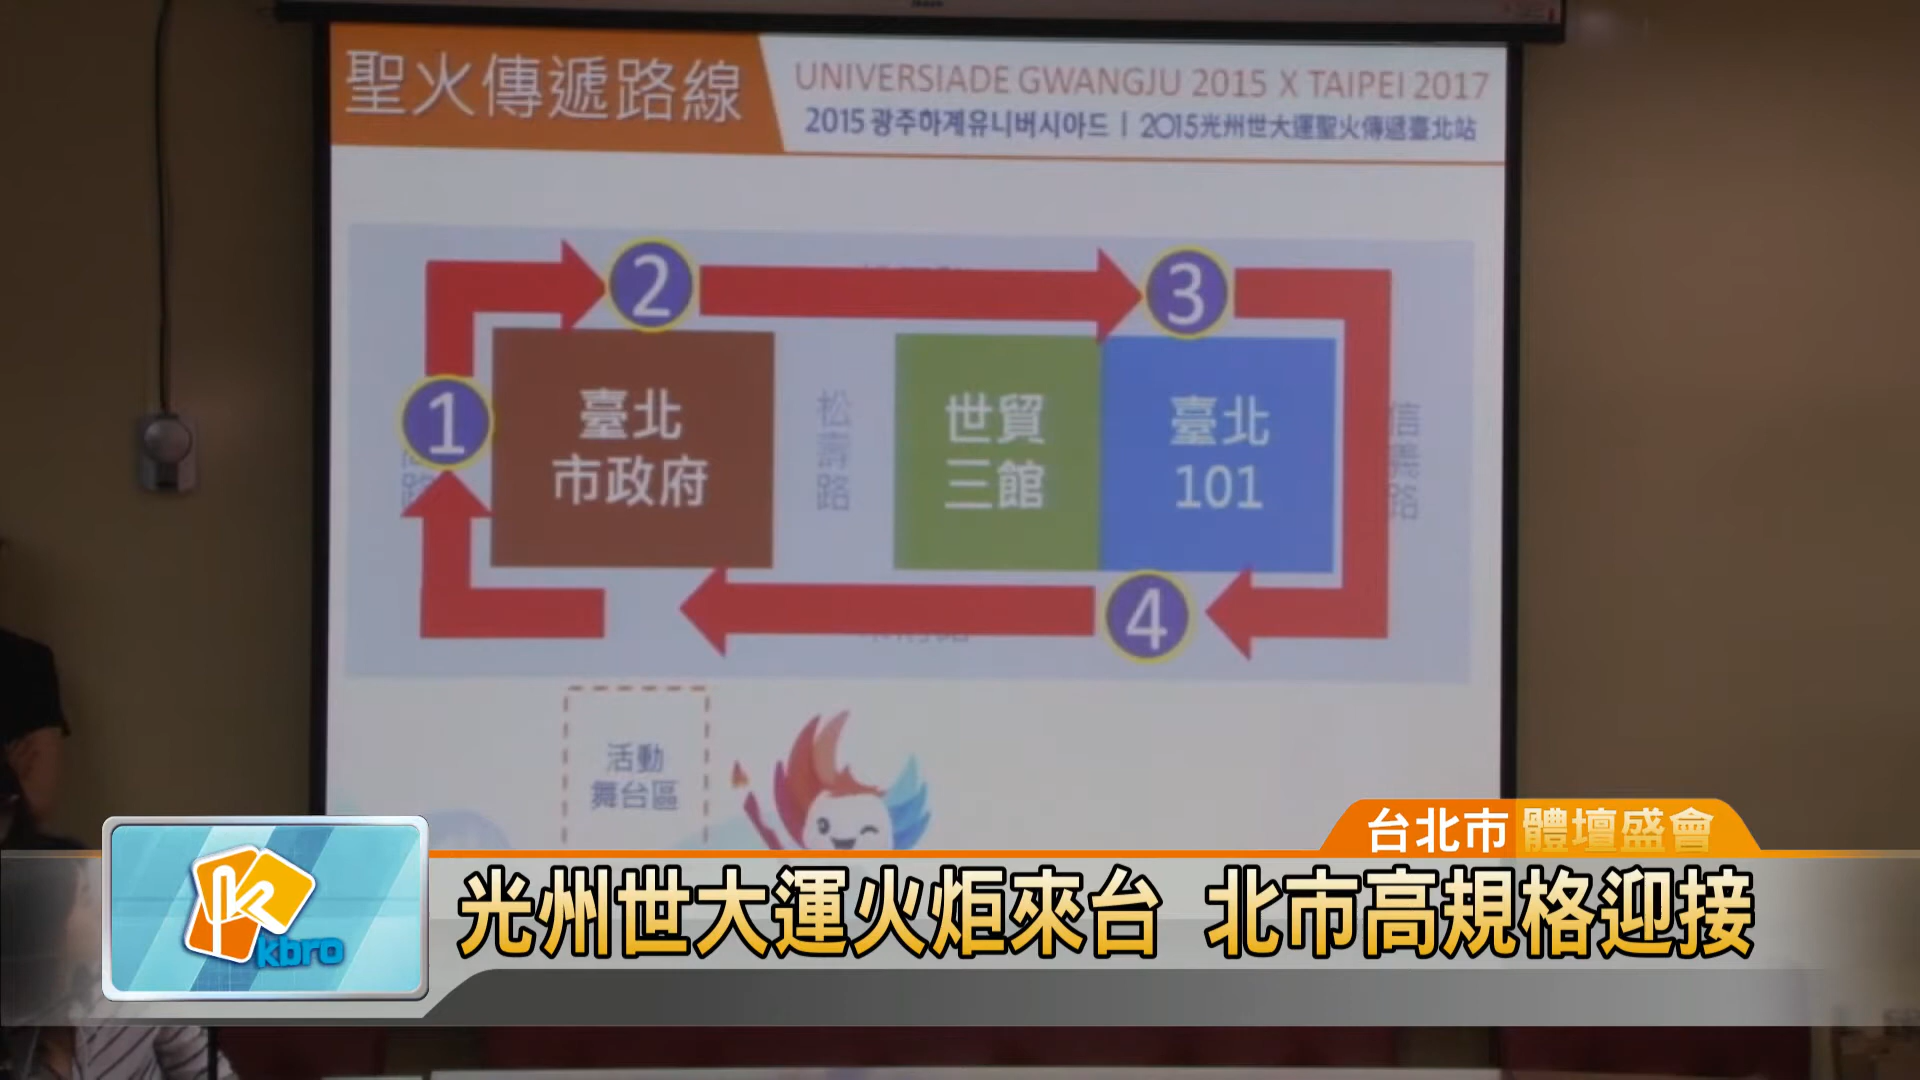 聖火傳遞路線
UNIVERSIADE GWANGJU 2015 X TAIPEI 2017
2015 광주하계유니버시아드 | 2015光州世大運聖火傳遞臺北站
2
3
1
臺北
市政府
松壽路
世貿
三館
臺北
101
信義路
路
4
活動
舞台區
台北市 體壇盛會
光州世大運火炬來台 北市高規格迎接
kbro